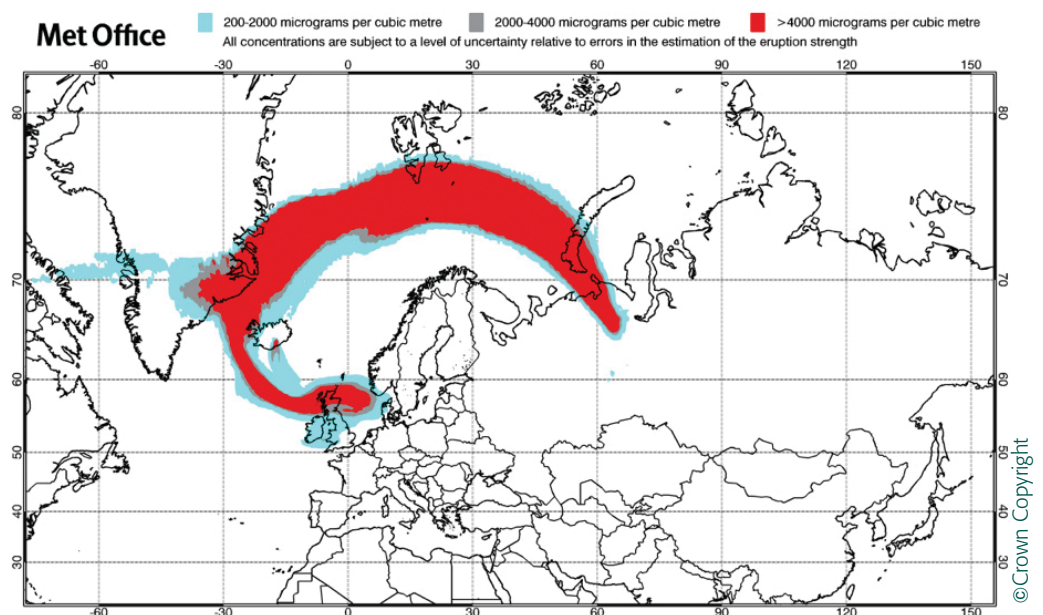 200-2000 micrograms per cubic metre 2000-4000 micrograms per cubic metre >4000 micrograms per cubic metre
Met Office
All concentrations are subject to a level of uncertainty relative to errors in the estimation of the eruption strength
-60 -30 0 30 60 90 120 150
80 80
70 70
60 60
50 50
40 40
30 30
-60 -30 0 30 60 90 120 150
©Crown Copyright